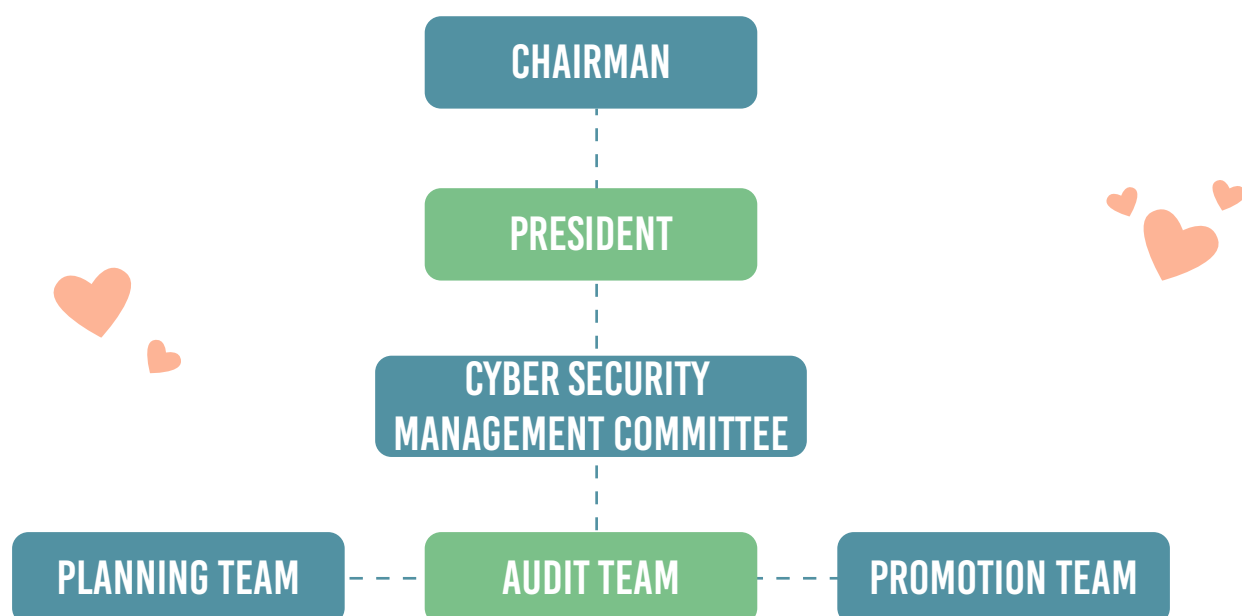 CHAIRMAN
PRESIDENT
CYBER SECURITY
MANAGEMENT COMMITTEE
PLANNING TEAM
AUDIT TEAM
PROMOTION TEAM